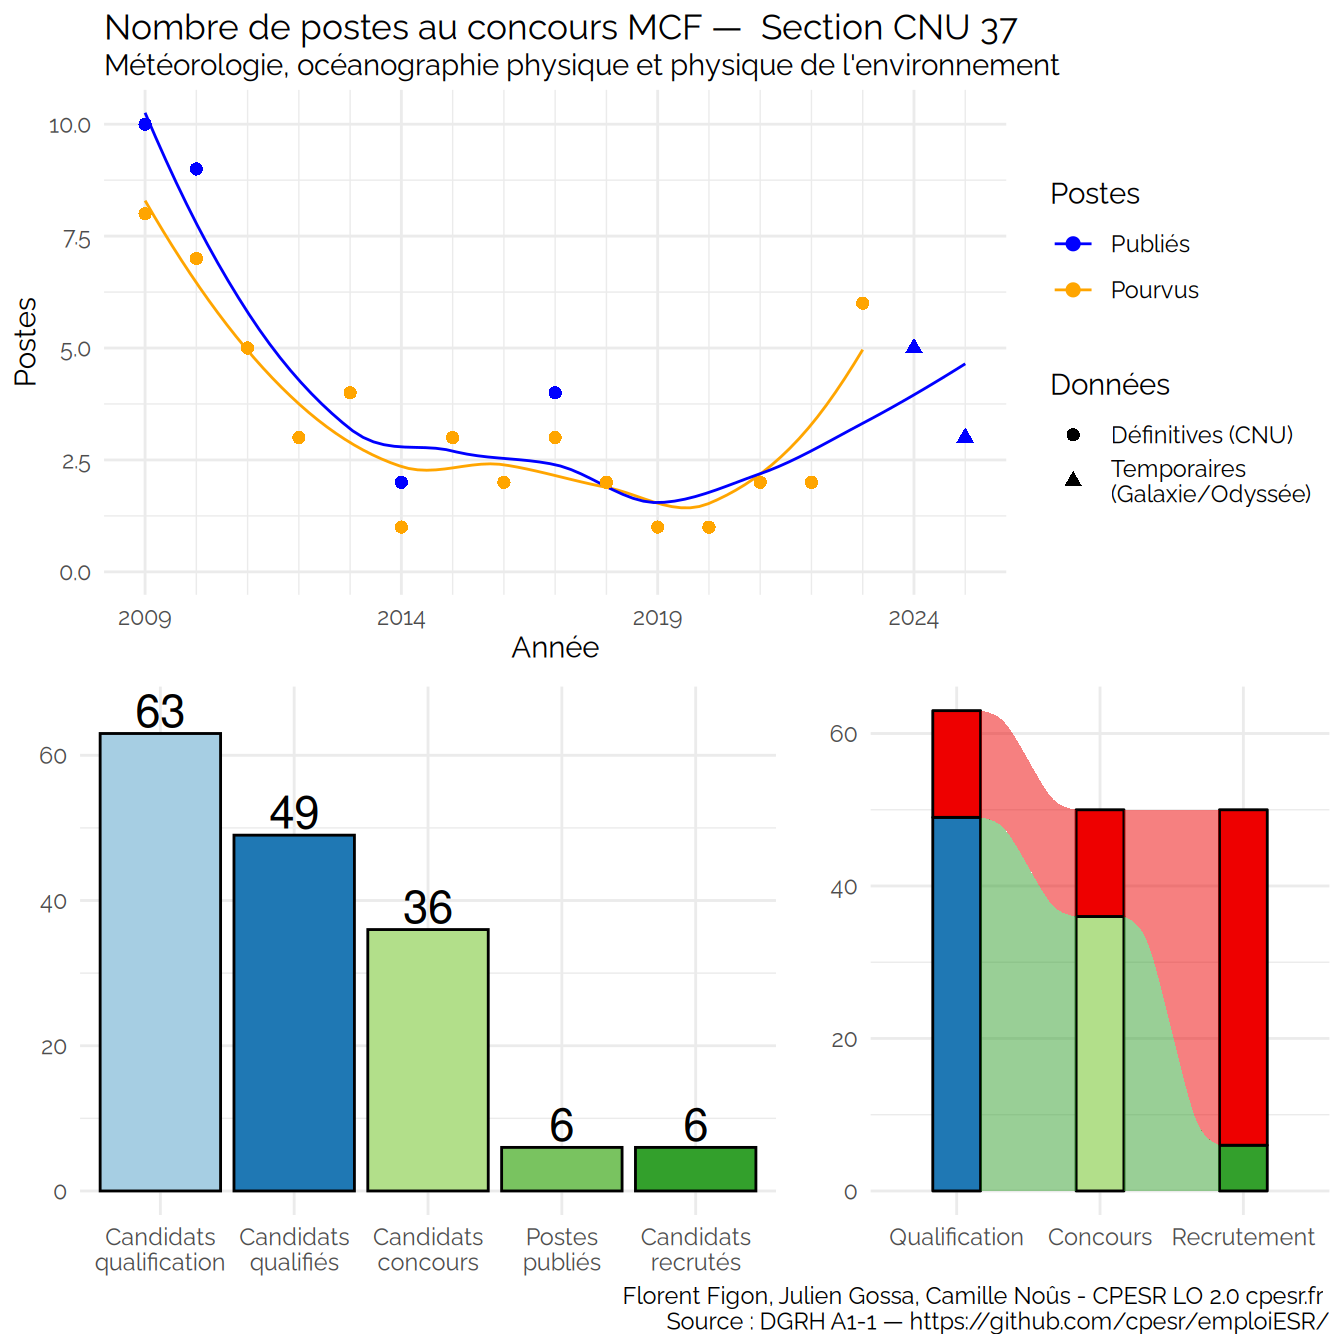 Nombre de postes au concours MCF — Section CNU 37
Météorologie, océanographie physique et physique de l'environnement
10.0
7.5
5.0
2.5
0.0
Postes
2009
2014
2019
2024
Année
Postes
Publiés
Pourvus
Données
Définitives (CNU)
Temporaires
(Galaxie/Odyssée)
60
40
20
0
63
49
36
6
6
Candidats
qualification
Candidats
qualifiés
Candidats
concours
Postes
publiés
Candidats
recrutés
60
40
20
0
Qualification
Concours
Recrutement
Florent Figon, Julien Gossa, Camille Noûs - CPESR LO 2.0 cpesr.fr
Source : DGRH A1-1 — https://github.com/cpesr/emploiESR/